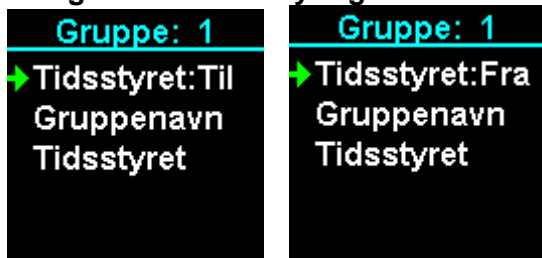 Gruppe: 1
Tidsstyret:Til
Gruppenavn
Tidsstyret
Gruppe: 1
Tidsstyret:Fra
Gruppenavn
Tidsstyret